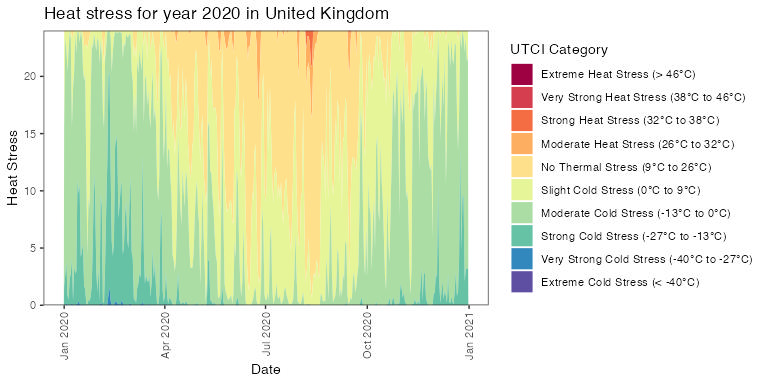 Heat stress for year 2020 in United Kingdom
Heat Stress
20
15
10
5
0
Jan 2020
Apr 2020
Jul 2020
Oct 2020
Jan 2021
Date
UTCI Category
Extreme Heat Stress (> 46°C)
Very Strong Heat Stress (38°C to 46°C)
Strong Heat Stress (32°C to 38°C)
Moderate Heat Stress (26°C to 32°C)
No Thermal Stress (9°C to 26°C)
Slight Cold Stress (0°C to 9°C)
Moderate Cold Stress (-13°C to 0°C)
Strong Cold Stress (-27°C to -13°C)
Very Strong Cold Stress (-40°C to -27°C)
Extreme Cold Stress (< -40°C)